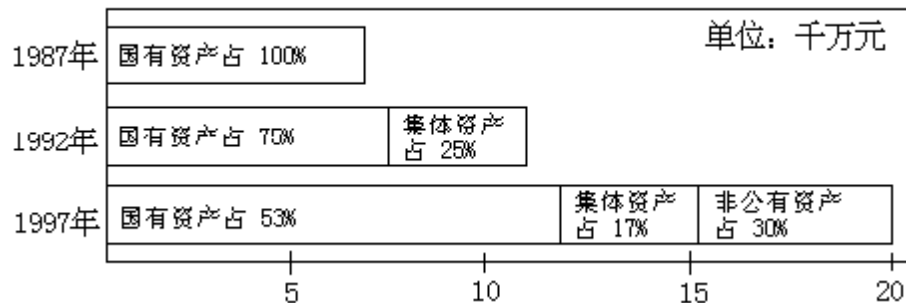 单位：千万元
1987年 国有资产占 100%
1992年 国有资产占 75% 集体资产
占 25%
1997年 国有资产占 53% 集体资产
占 17% 非公有资产
占 30%
5 10 15 20